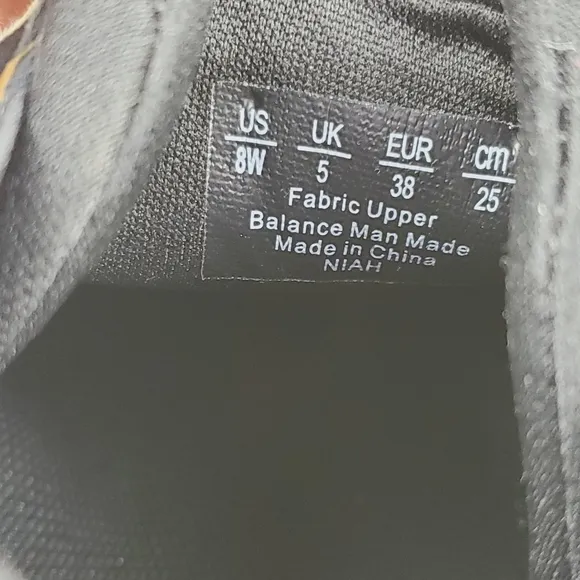 US UK EUR cm
8W 5 38 25
Fabric Upper
Balance Man Made
Made in China
NIAH